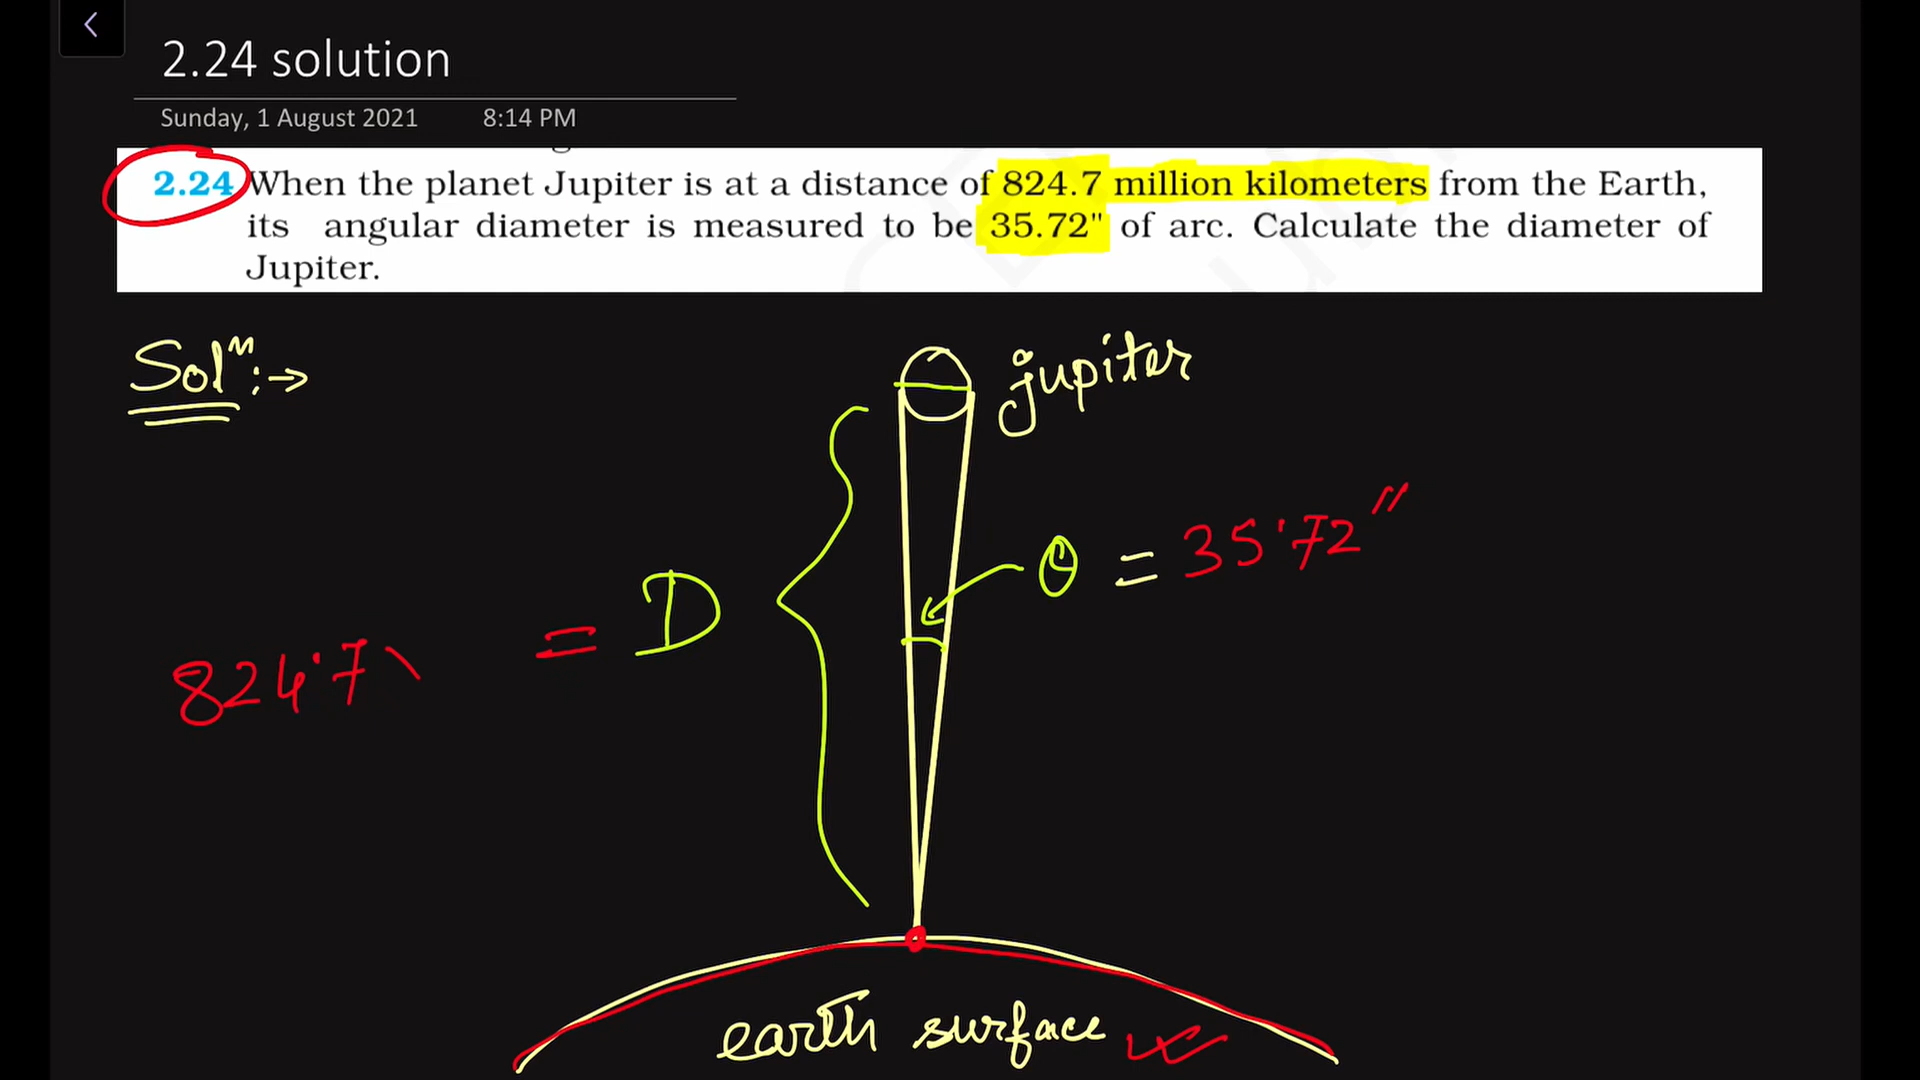 2.24 solution
Sunday, 1 August 2021 8:14 PM
2.24 When the planet Jupiter is at a distance of 824.7 million kilometers from the Earth,
its angular diameter is measured to be 35.72" of arc. Calculate the diameter of
Jupiter.
Solⁿ :→
jupiter
θ = 35·72"
824·7 = D
earth surface